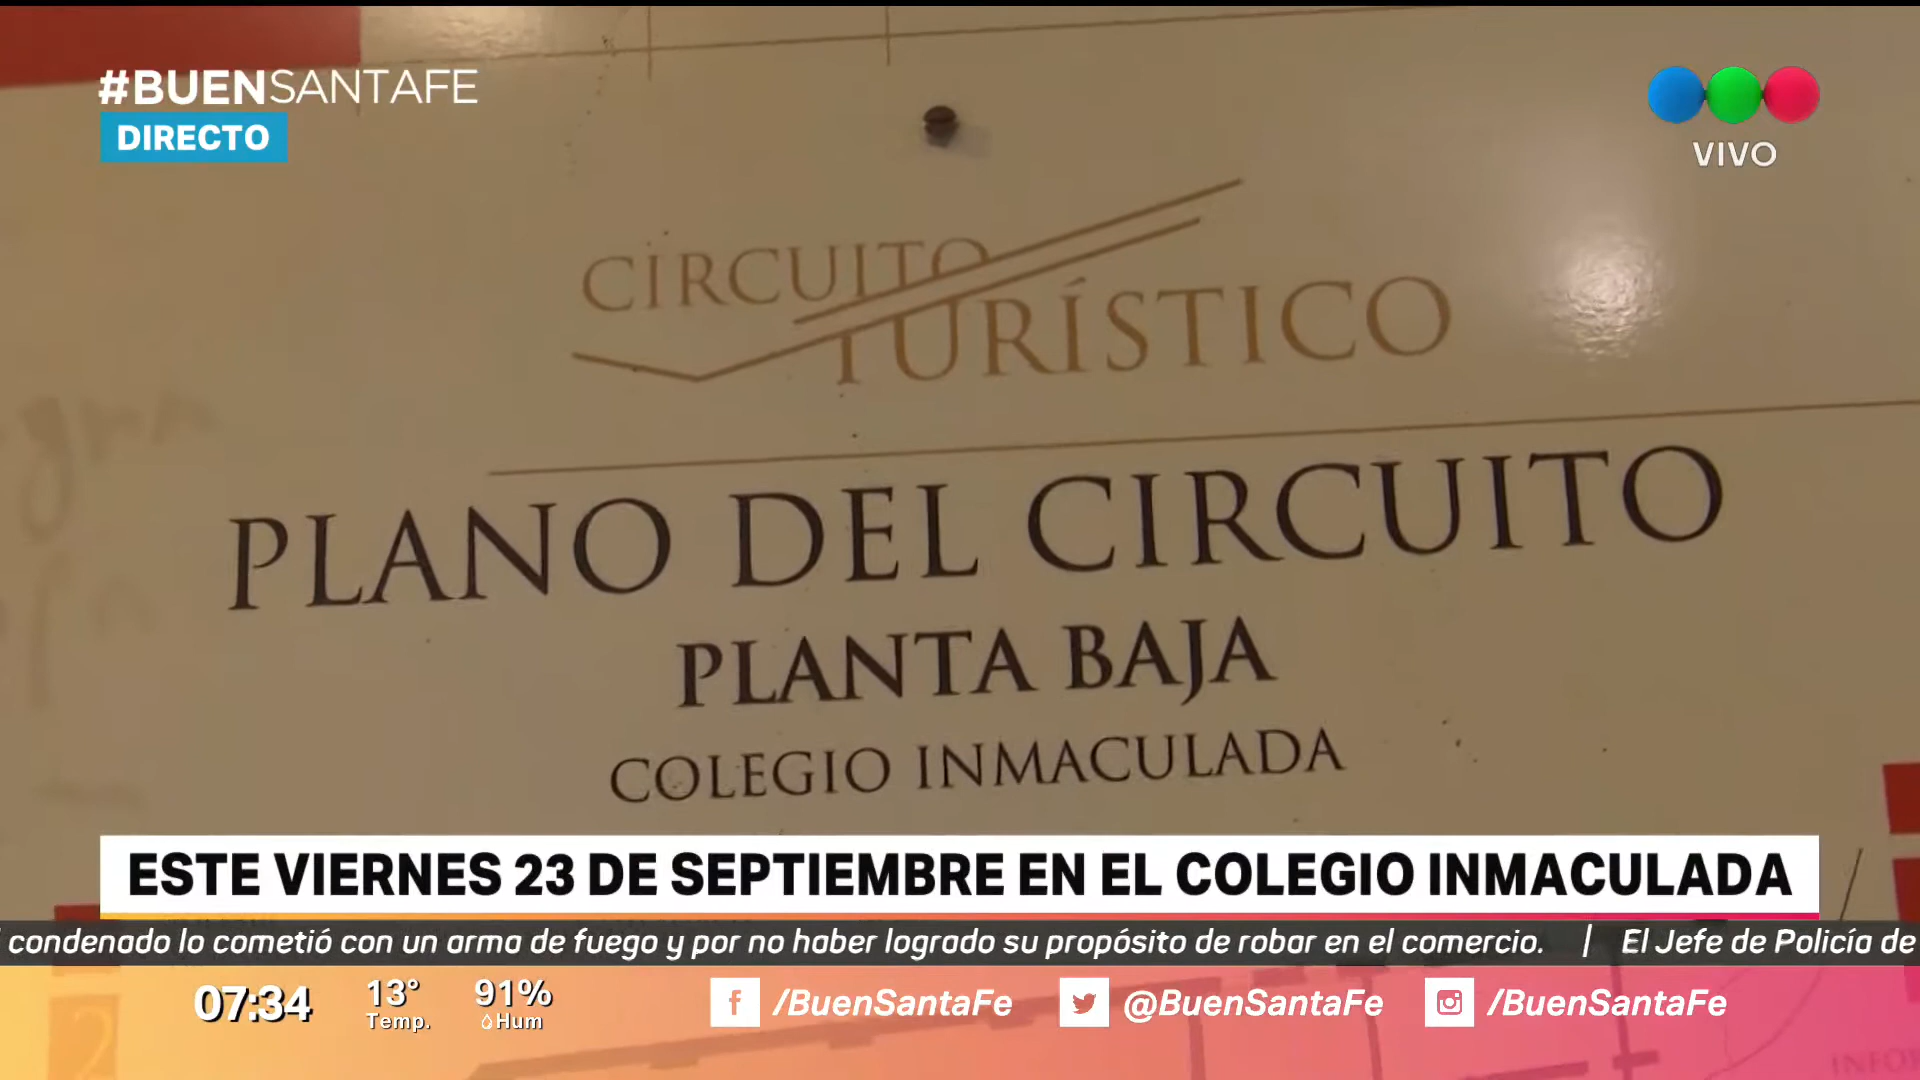 #BUENSANTAFE
DIRECTO
VIVO
CIRCUITO
TURÍSTICO
PLANO DEL CIRCUITO
PLANTA BAJA
COLEGIO INMACULADA
ESTE VIERNES 23 DE SEPTIEMBRE EN EL COLEGIO INMACULADA
condenado lo cometió con un arma de fuego y por no haber logrado su propósito de robar en el comercio. | El Jefe de Policía de
07:34
13°
Temp.
91%
Hum
/BuenSantaFe
@BuenSantaFe
/BuenSantaFe
2